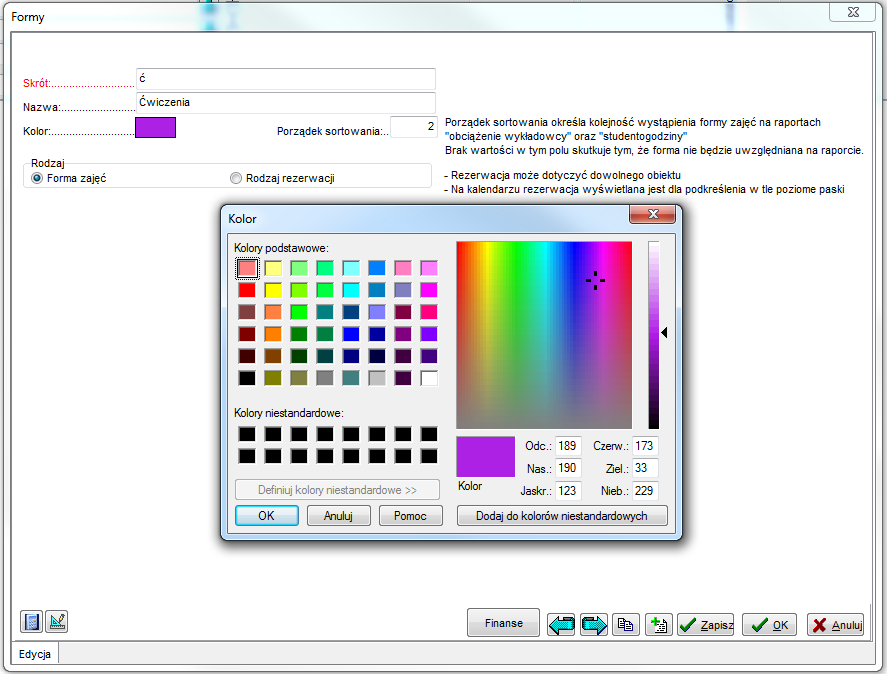 Formy
Skrót:............................ ć
Nazwa:......................... Ćwiczenia
Kolor:............................ Porządek sortowania:.. 2
Porządek sortowania określa kolejność wystąpienia formy zajęć na raportach
"obciążenie wykładowcy" oraz "studentogodziny"
Brak wartości w tym polu skutkuje tym, że forma nie będzie uwzględniana na raporcie.
Rodzaj
Forma zajęć Rodzaj rezerwacji
- Rezerwacja może dotyczyć dowolnego obiektu
- Na kalendarzu rezerwacja wyświetlana jest dla podkreślenia w tle poziome paski
Kolor
Kolory podstawowe:
Kolory niestandardowe:
Definiuj kolory niestandardowe >>
OK Anuluj Pomoc
Kolor
Odc.: 189 Czerw.: 173
Nas.: 190 Ziel.: 33
Jaskr.: 123 Nieb.: 229
Dodaj do kolorów niestandardowych
Finanse Zapisz OK Anuluj
Edycja